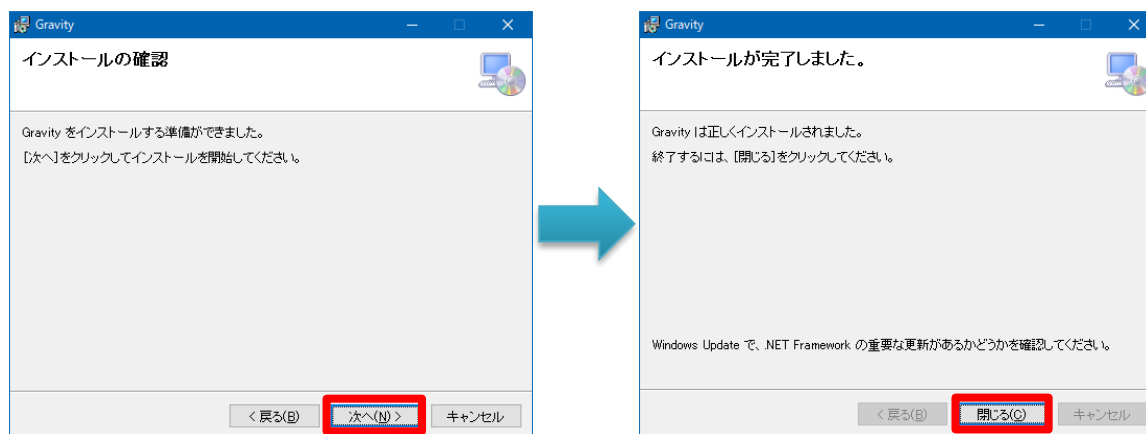 Gravity
インストールの確認
Gravity をインストールする準備ができました。
[次へ]をクリックしてインストールを開始してください。
< 戻る(B)
次へ(N) >
キャンセル
Gravity
インストールが完了しました。
Gravity は正しくインストールされました。
終了するには、[閉じる]をクリックしてください。
Windows Update で、.NET Framework の重要な更新があるかどうかを確認してください。
< 戻る(B)
閉じる(C)
キャンセル